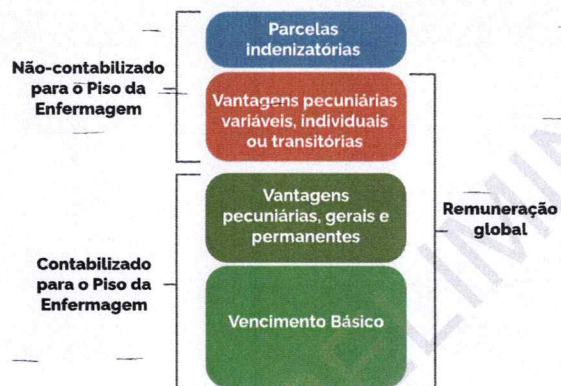 Parcelas
indenizatórias
Não-contabilizado
para o Piso da
Enfermagem
Vantagens pecuniárias
variáveis, individuais
ou transitórias
Vantagens
pecuniárias, gerais e
permanentes
Remuneração
global
Contabilizado
para o Piso da
Enfermagem
Vencimento Básico